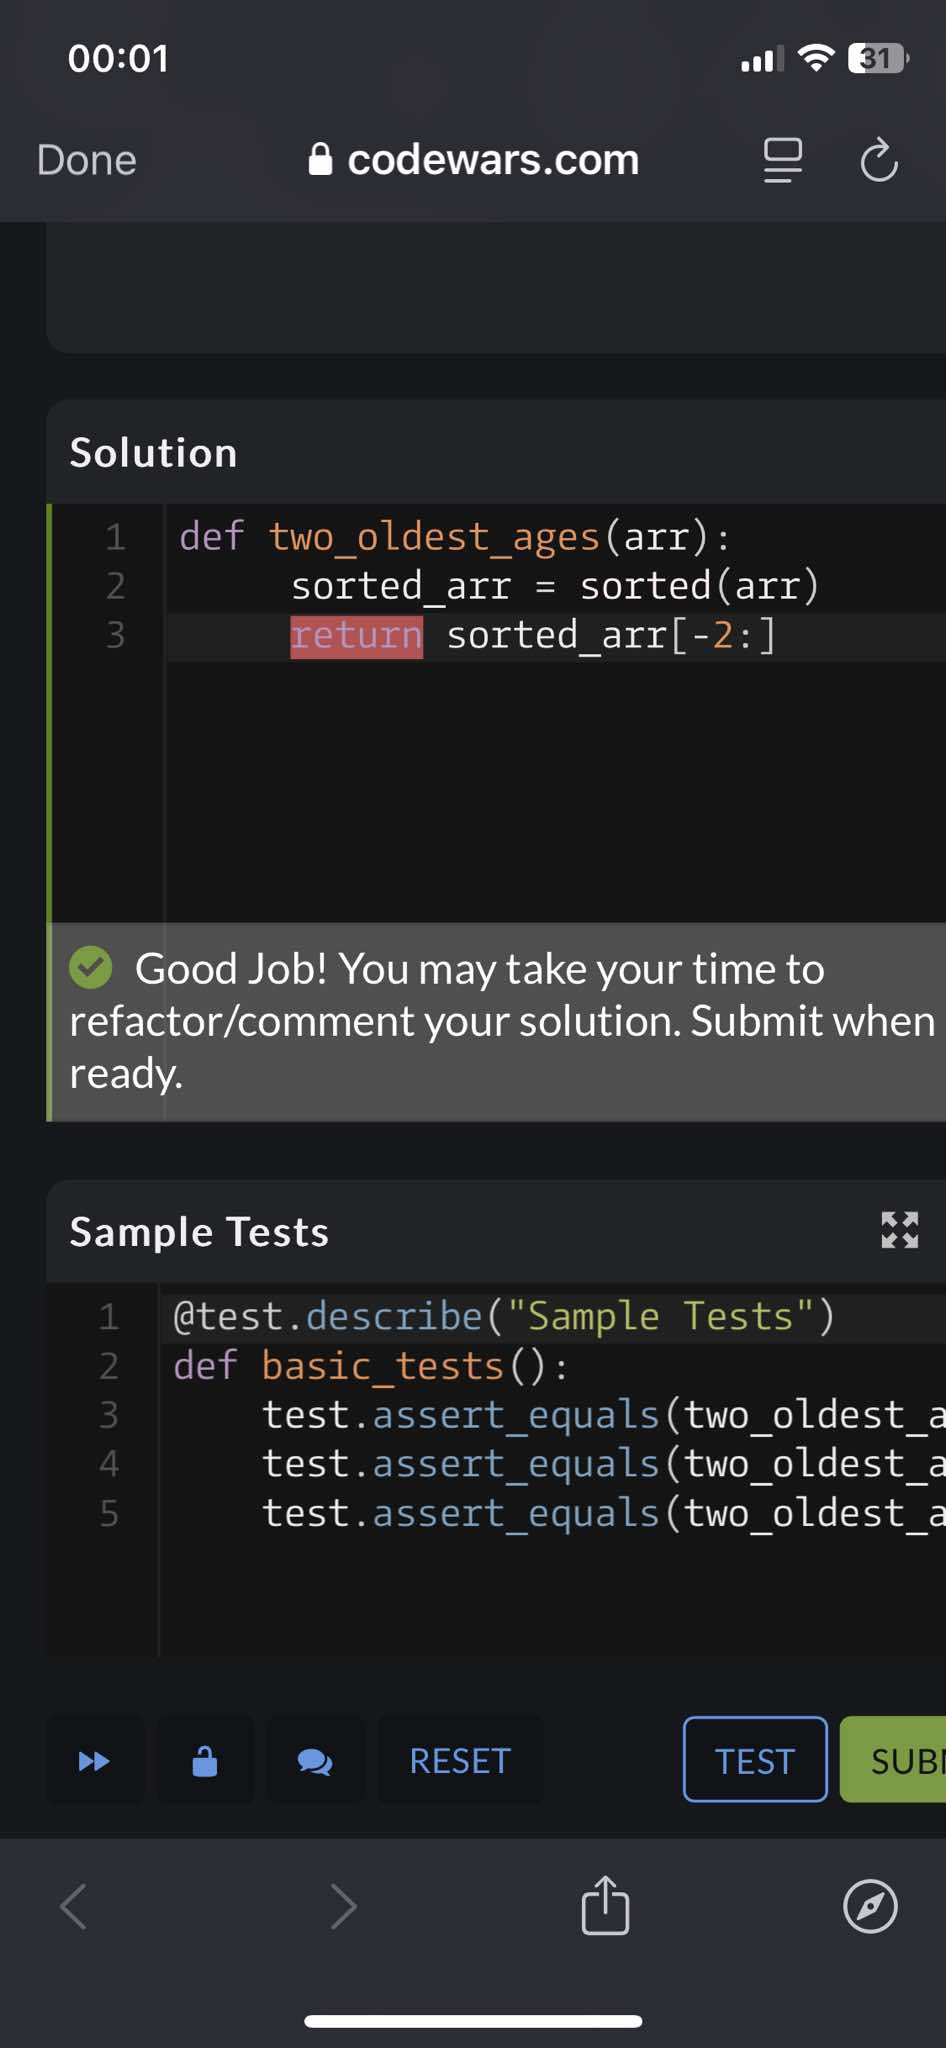 00:01
31
Done
codewars.com
Solution
1 def two_oldest_ages(arr):
2 sorted_arr = sorted(arr)
3 return sorted_arr[-2:]
Good Job! You may take your time to
refactor/comment your solution. Submit when
ready.
Sample Tests
1 @test.describe("Sample Tests")
2 def basic_tests():
3 test.assert_equals(two_oldest_a
4 test.assert_equals(two_oldest_a
5 test.assert_equals(two_oldest_a
RESET
TEST
SUB